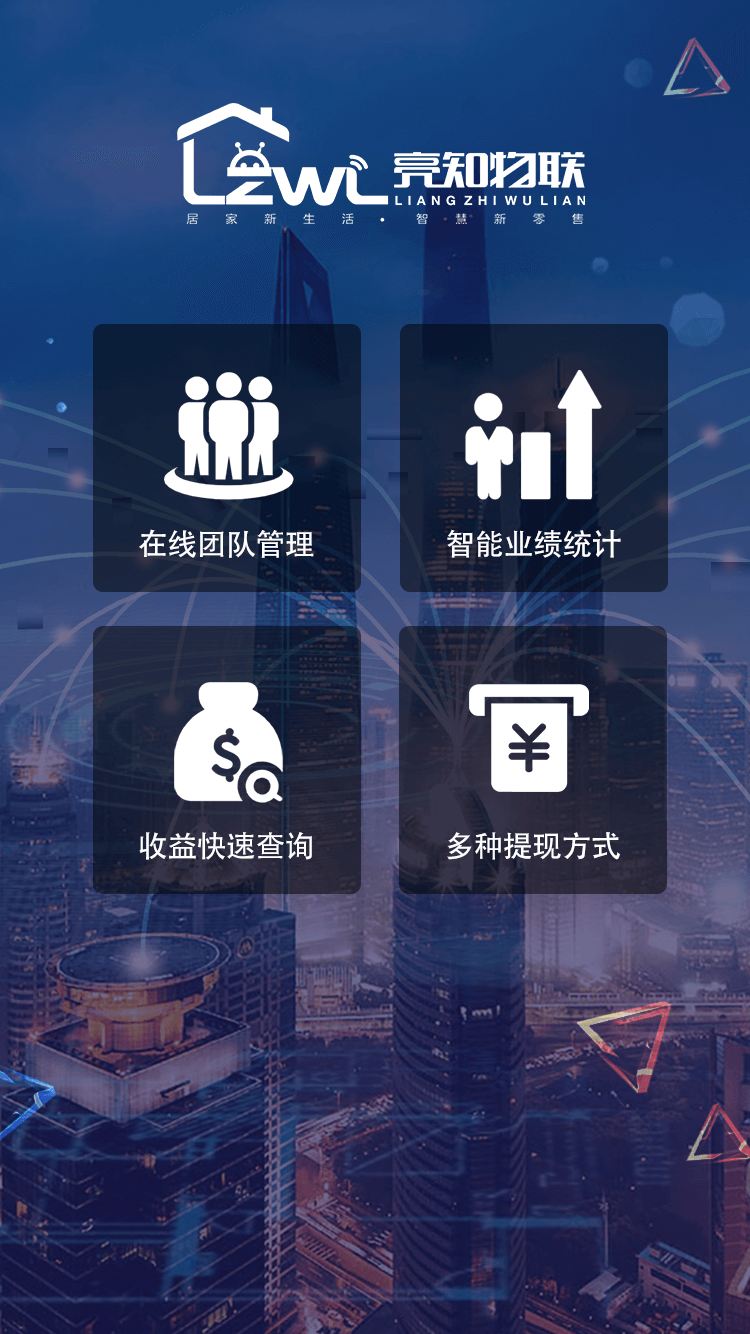 LZWL 亮知物联
LIANG ZHI WU LIAN
居家新生活·智慧新零售
在线团队管理
智能业绩统计
$
¥
收益快速查询
多种提现方式